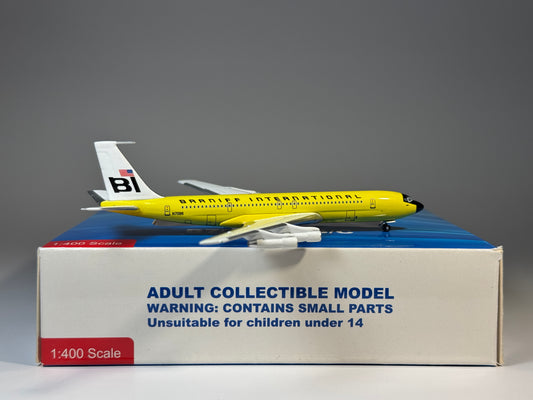 BI
BRANIFF INTERNATIONAL
1:400 Scale
ADULT COLLECTIBLE MODEL
WARNING: CONTAINS SMALL PARTS
Unsuitable for children under 14
1:400 Scale